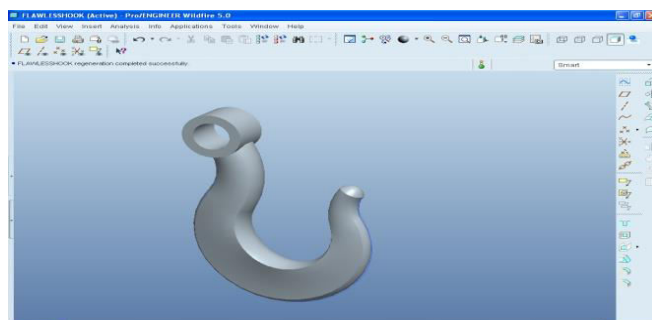 FLAWLESSHOOK (Active) - Pro/ENGINEER Wildfire 5.0
File Edit View Insert Analysis Info Applications Tools Window Help
• FLAWLESSHOOK regeneration completed successfully.
Smart